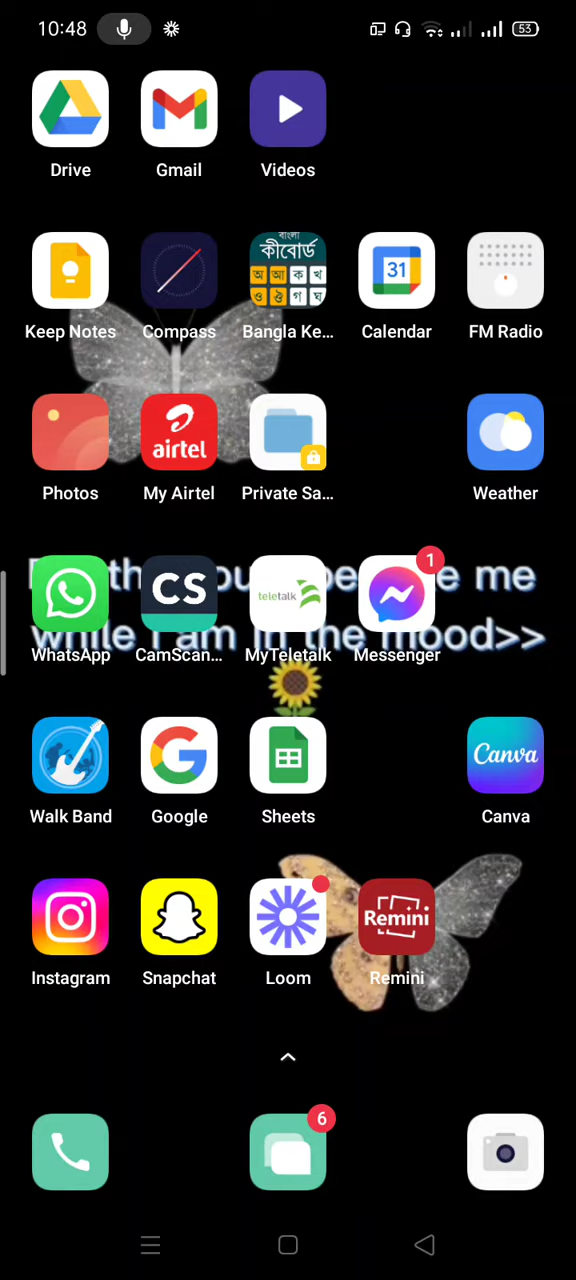 10:48
53
Drive Gmail Videos
বাংলা
কীবোর্ড
অ আ ক খ
ও ঔ গ ঘ
31
Keep Notes Compass Bangla Ke... Calendar FM Radio
airtel
Photos My Airtel Private Sa... Weather
1
me
CS teletalk
while i am in the mood>>
WhatsApp CamScan... MyTeletalk Messenger
Canva
Walk Band Google Sheets Canva
Remini
Instagram Snapchat Loom Remini
6